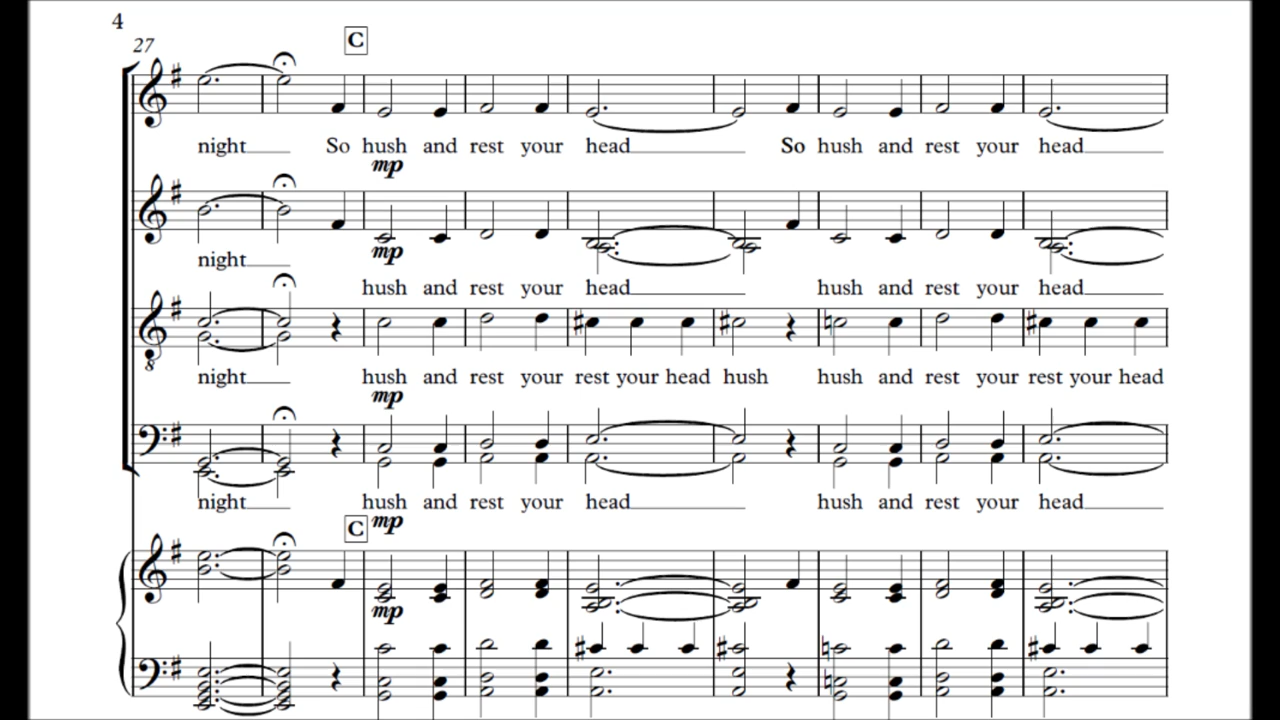 4
27
C
night So hush and rest your head So hush and rest your head
mp
night
mp
hush and rest your head hush and rest your head
8
night hush and rest your rest your head hush hush and rest your rest your head
mp
night hush and rest your head hush and rest your head
C mp
mp